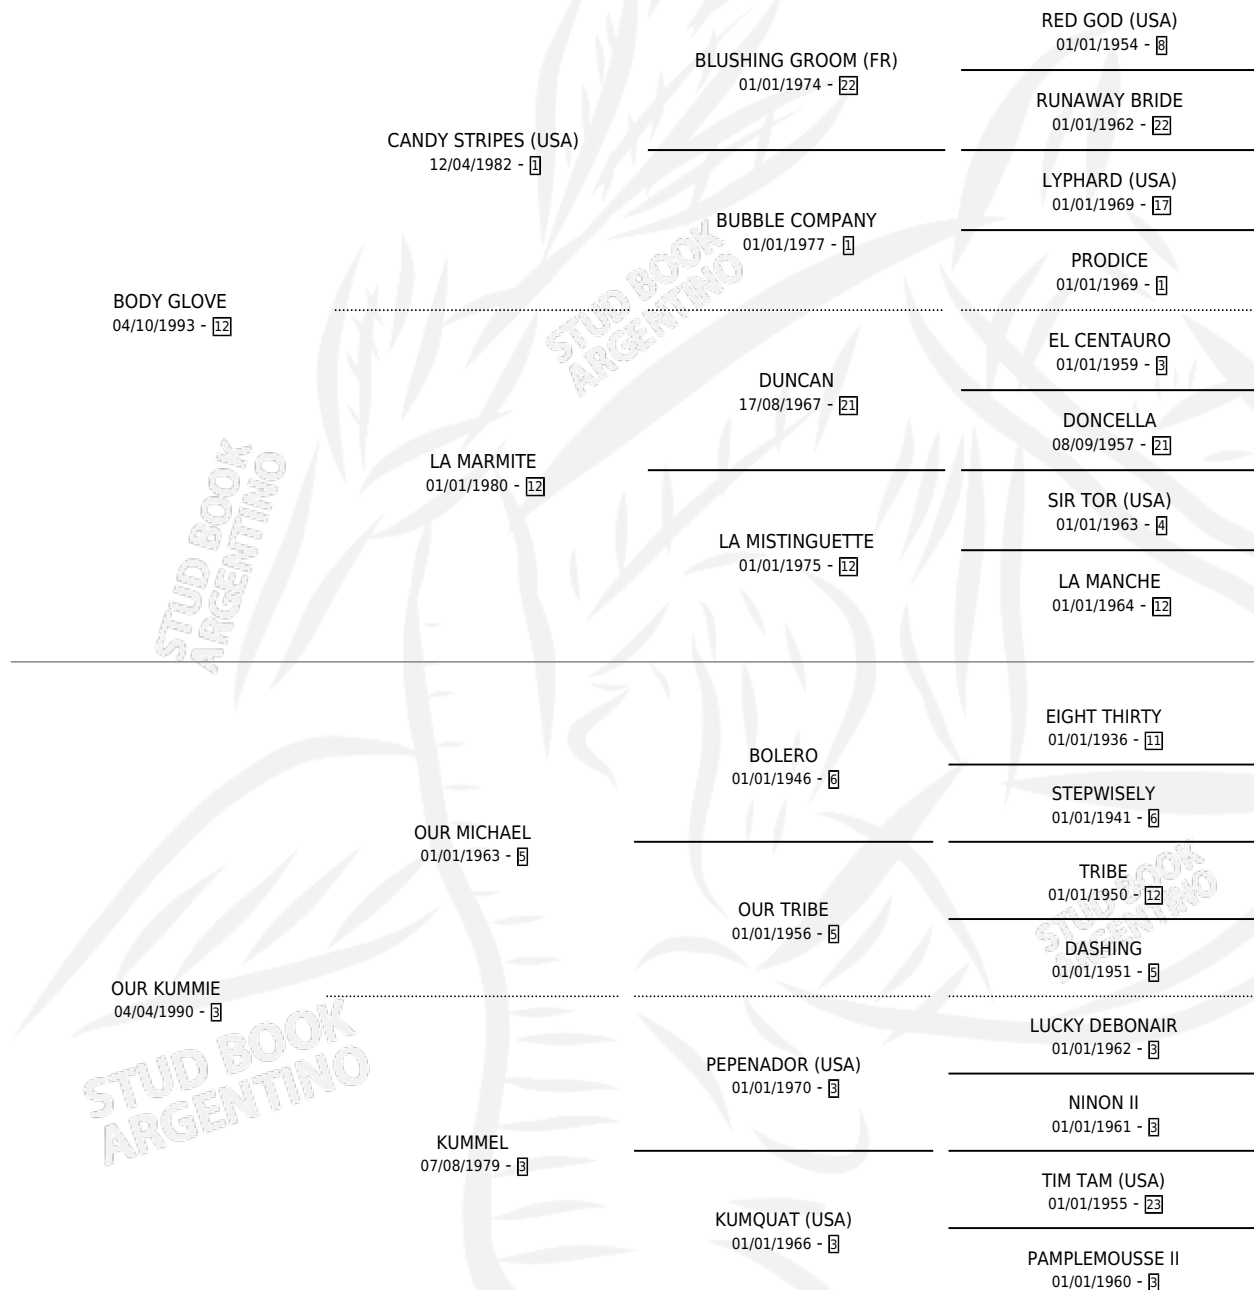 RED GOD (USA)
01/01/1954 - 8
BLUSHING GROOM (FR)
01/01/1974 - 22
RUNAWAY BRIDE
01/01/1962 - 22
CANDY STRIPES (USA)
12/04/1982 - 1
LYPHARD (USA)
01/01/1969 - 17
BUBBLE COMPANY
01/01/1977 - 1
PRODICE
01/01/1969 - 1
BODY GLOVE
04/10/1993 - 12
STUD BOOK
ARGENTINO
EL CENTAURO
01/01/1959 - 3
DUNCAN
17/08/1967 - 21
DONCELLA
08/09/1957 - 21
LA MARMITE
01/01/1980 - 12
SIR TOR (USA)
01/01/1963 - 4
LA MISTINGUETTE
01/01/1975 - 12
LA MANCHE
01/01/1964 - 12
STUD BOOK
ARGENTINO
EIGHT THIRTY
01/01/1936 - 11
BOLERO
01/01/1946 - 6
STEPWISELY
01/01/1941 - 6
OUR MICHAEL
01/01/1963 - 5
TRIBE
01/01/1950 - 12
OUR TRIBE
01/01/1956 - 5
DASHING
01/01/1951 - 5
STUD BOOK
ARGENTINO
OUR KUMMIE
04/04/1990 - 3
LUCKY DEBONAIR
01/01/1962 - 3
PEPENADOR (USA)
01/01/1970 - 3
NINON II
01/01/1961 - 3
STUD BOOK
ARGENTINO
KUMMEL
07/08/1979 - 3
TIM TAM (USA)
01/01/1955 - 23
KUMQUAT (USA)
01/01/1966 - 3
PAMPLEMOUSSE II
01/01/1960 - 3